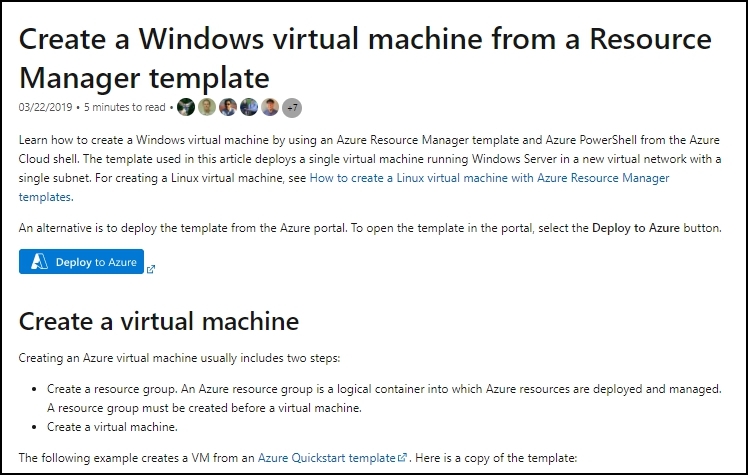 Create a Windows virtual machine from a Resource
Manager template
03/22/2019 • 5 minutes to read • +7
Learn how to create a Windows virtual machine by using an Azure Resource Manager template and Azure PowerShell from the Azure
Cloud shell. The template used in this article deploys a single virtual machine running Windows Server in a new virtual network with a
single subnet. For creating a Linux virtual machine, see How to create a Linux virtual machine with Azure Resource Manager
templates.
An alternative is to deploy the template from the Azure portal. To open the template in the portal, select the Deploy to Azure button.
Deploy to Azure
Create a virtual machine
Creating an Azure virtual machine usually includes two steps:
• Create a resource group. An Azure resource group is a logical container into which Azure resources are deployed and managed.
A resource group must be created before a virtual machine.
• Create a virtual machine.
The following example creates a VM from an Azure Quickstart template. Here is a copy of the template: